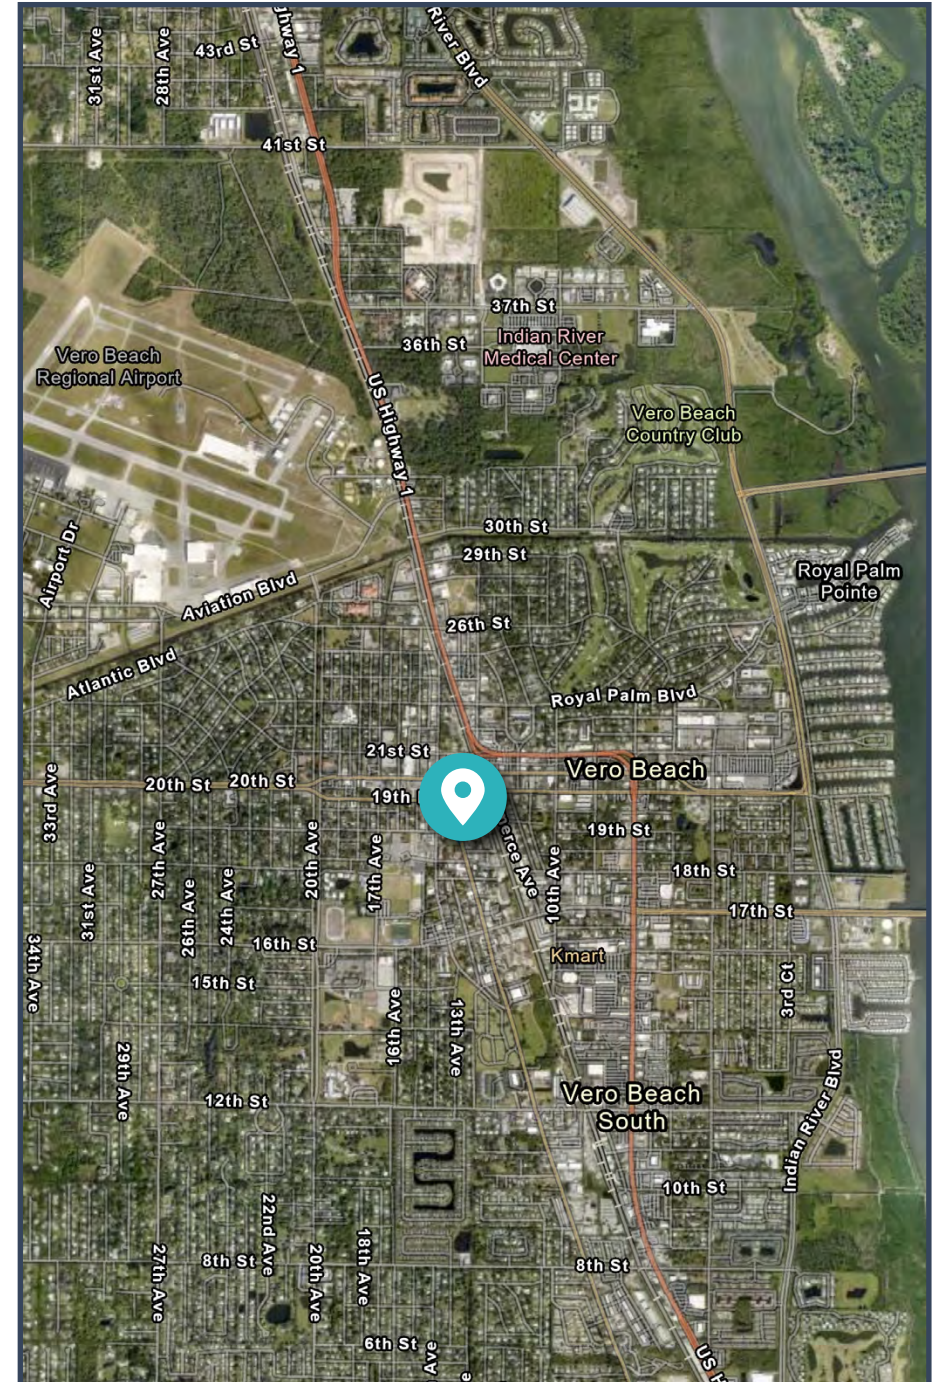 31st Ave
28th Ave
43rd St
ghway 1
River Blvd
41st St
37th St
36th St
Indian River
Medical Center
Vero Beach
Regional Airport
US Highway 1
Vero Beach
Country Club
30th St
29th St
Airport Dr
Aviation Blvd
Royal Palm
Pointe
26th St
Atlantic Blvd
Royal Palm Blvd
21st St
Vero Beach
20th St
20th St
19th
33rd Ave
19th St
merce Ave
27th Ave
20th Ave
17th Ave
10th Ave
18th St
31st Ave
26th Ave
24th Ave
17th St
34th Ave
16th St
Kmart
15th St
3rd Ct
16th Ave
13th Ave
29th Ave
12th St
Vero Beach
South
Indian River Blvd
10th St
22nd Ave
27th Ave
8th St
20th Ave
18th Ave
8th St
6th St
Ave
e
US H